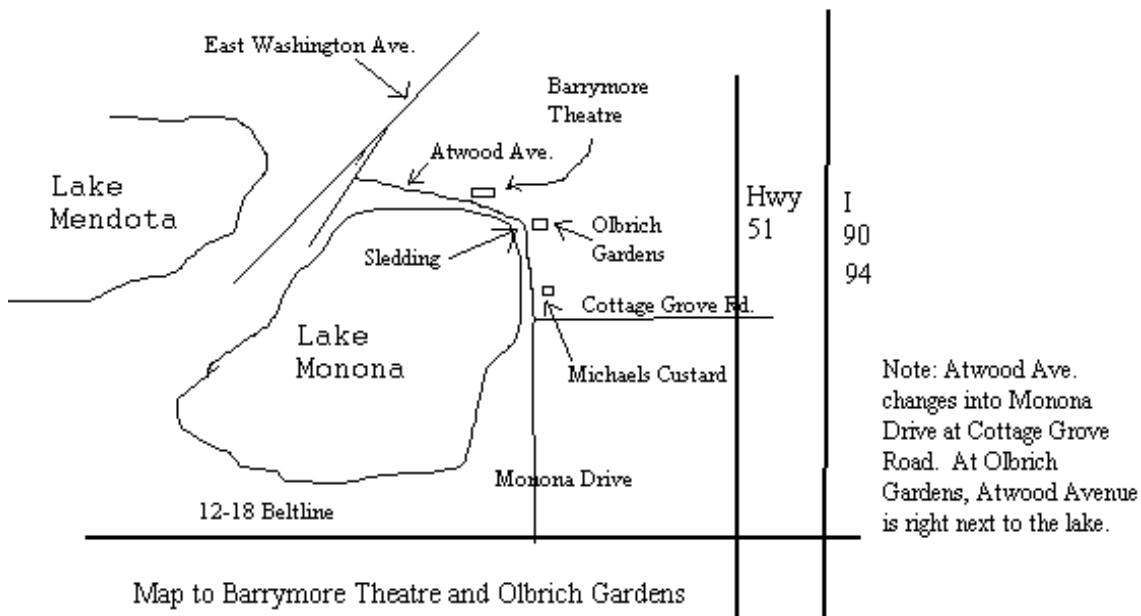 East Washington Ave.
Barrymore
Theatre
Atwood Ave.
Lake
Mendota
Hwy
51
I
90
94
Olbrich
Gardens
Sledding
Cottage Grove Rd.
Lake
Monona
Michaels Custard
Note: Atwood Ave.
changes into Monona
Drive at Cottage Grove
Road.  At Olbrich
Gardens, Atwood Avenue
is right next to the lake.
Monona Drive
12-18 Beltline
Map to Barrymore Theatre and Olbrich Gardens